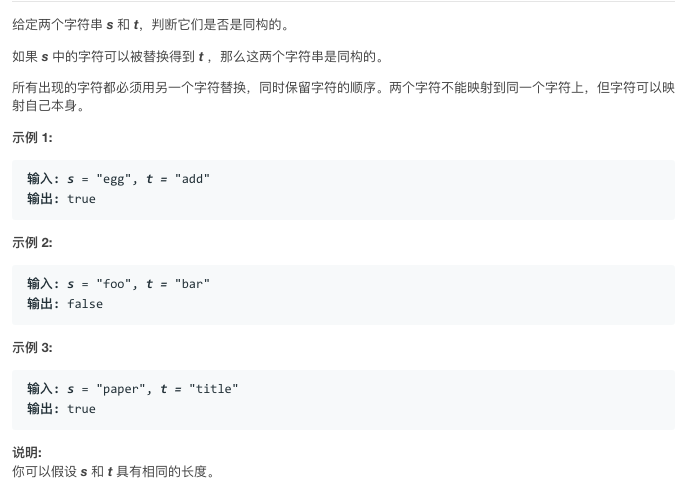 给定两个字符串 s 和 t，判断它们是否是同构的。
如果 s 中的字符可以被替换得到 t ，那么这两个字符串是同构的。
所有出现的字符都必须用另一个字符替换，同时保留字符的顺序。两个字符不能映射到同一个字符上，但字符可以映
射自己本身。
示例 1:
输入: s = "egg", t = "add"
输出: true
示例 2:
输入: s = "foo", t = "bar"
输出: false
示例 3:
输入: s = "paper", t = "title"
输出: true
说明:
你可以假设 s 和 t 具有相同的长度。